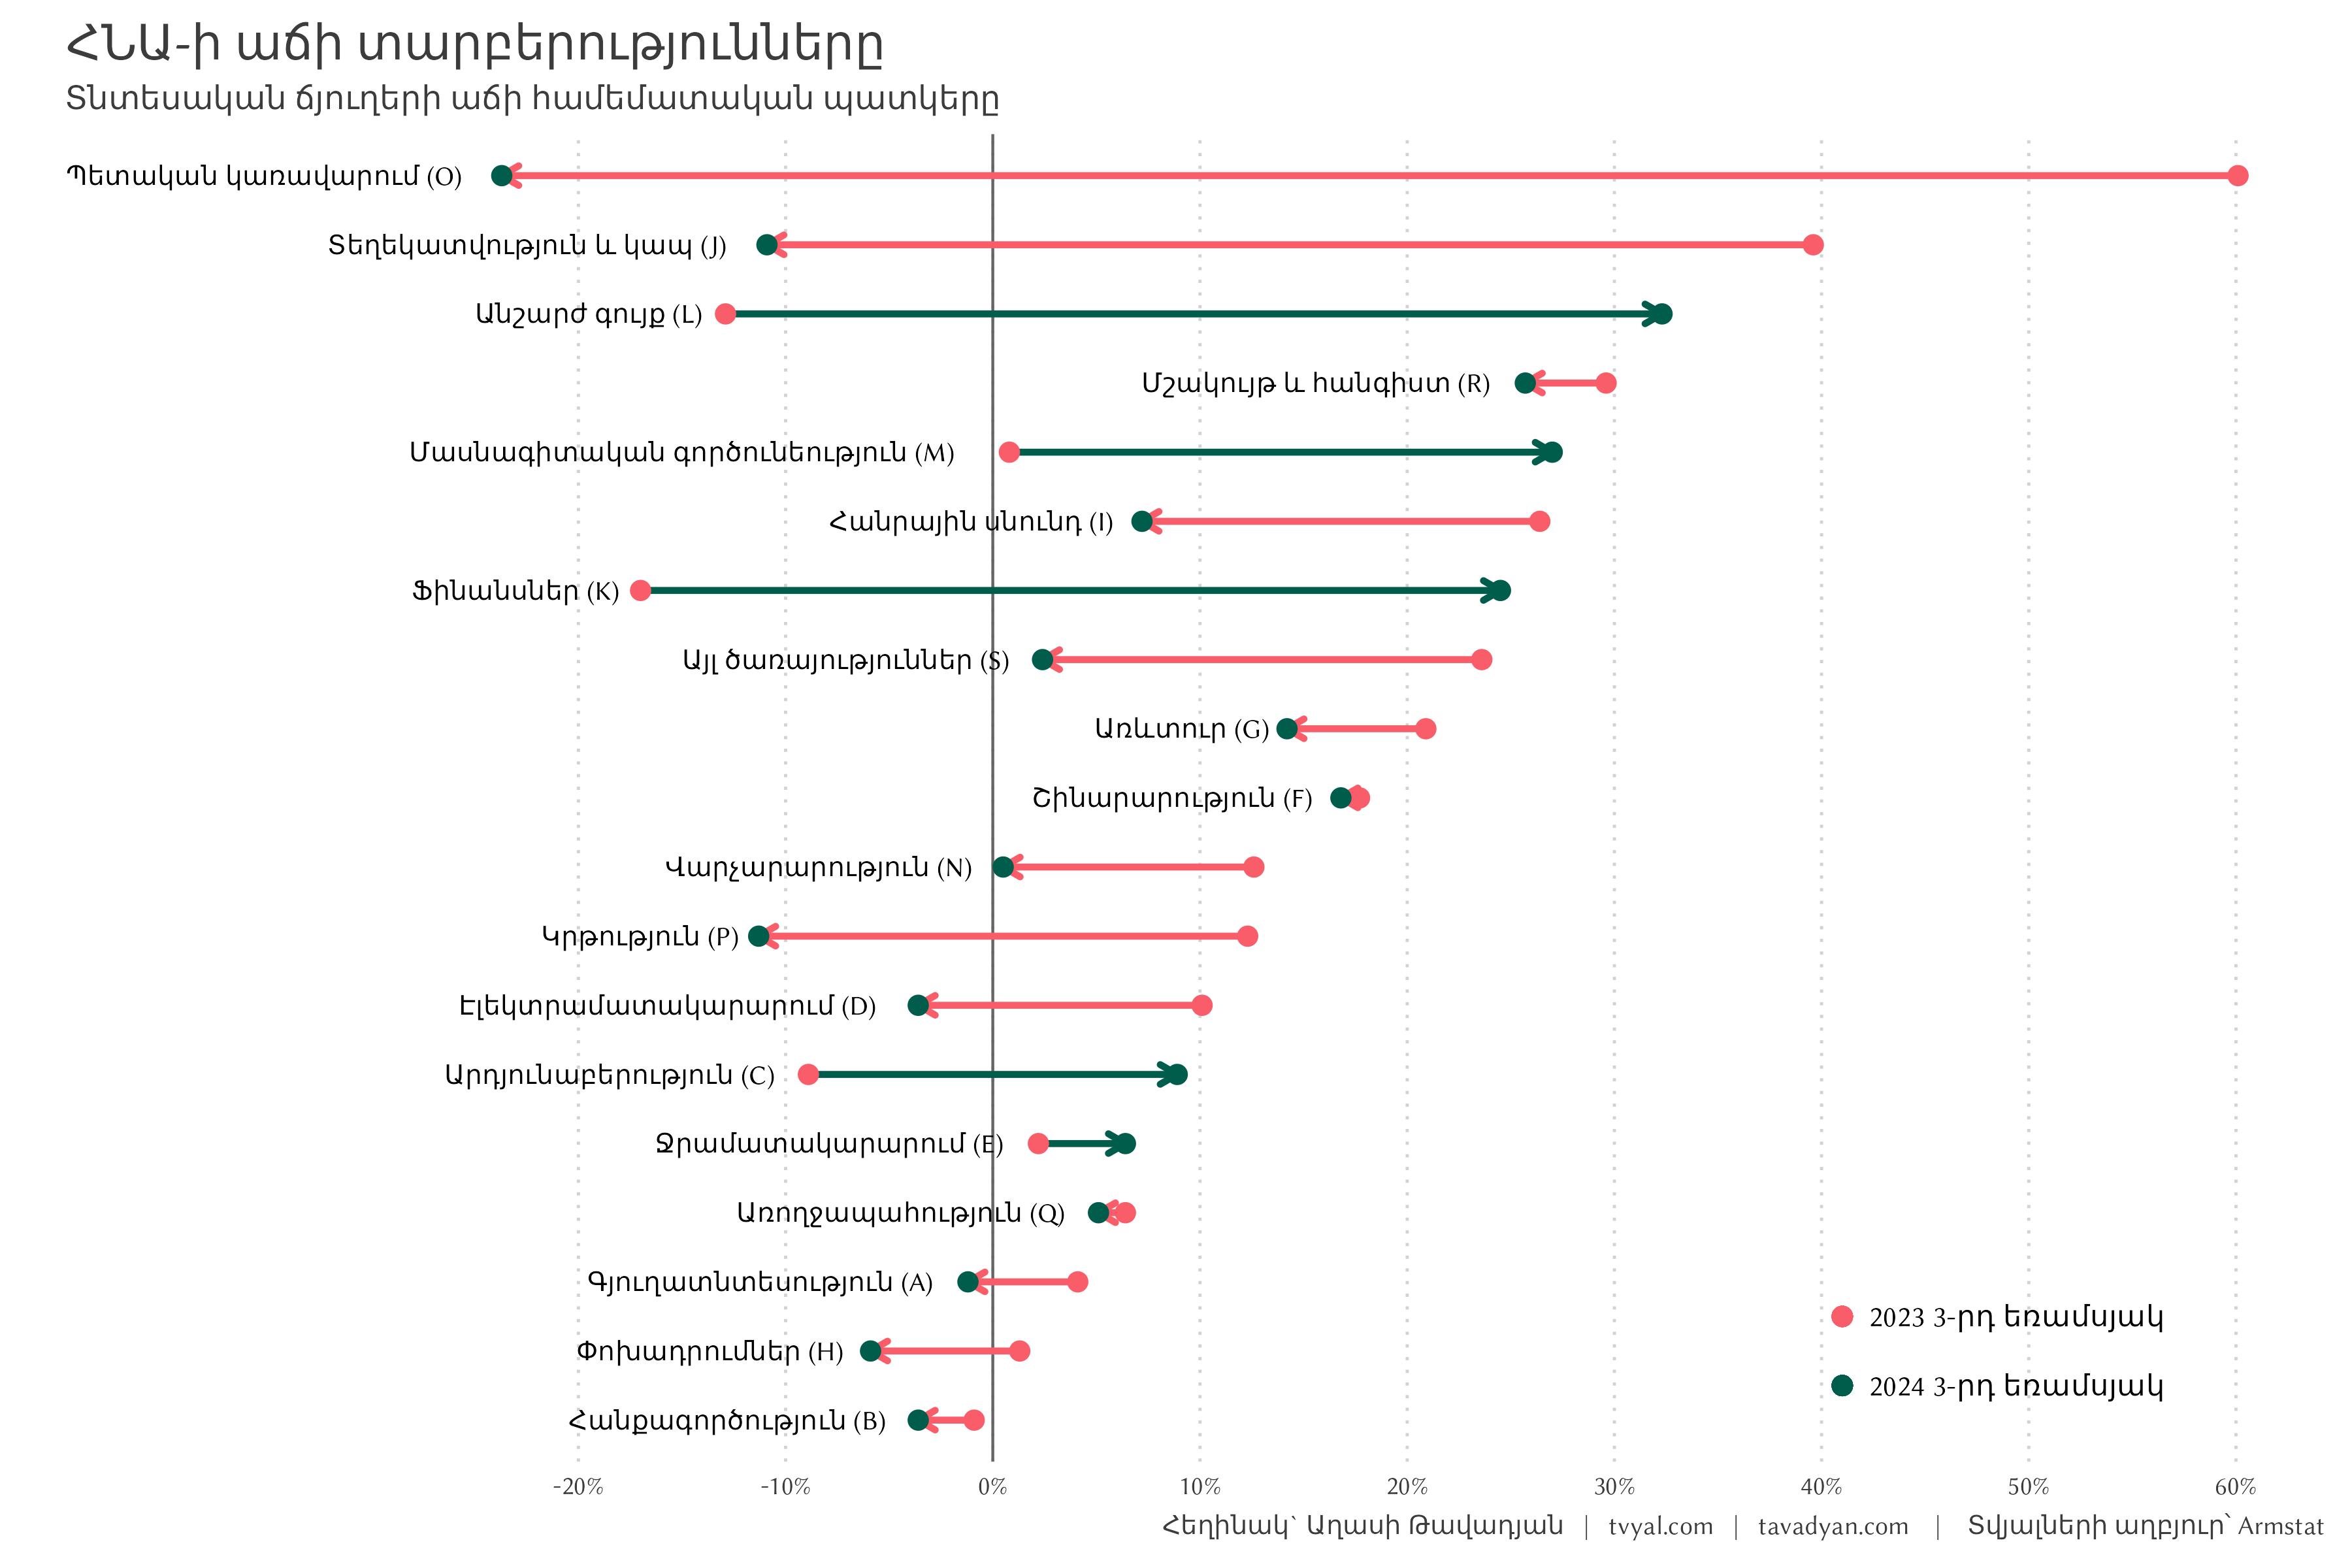 ՀՆԱ-ի աճի տարբերությունները
Տնտեսական ճյուղերի աճի համեմատական պատկերը
Պետական կառավարում (O)
Տեղեկատվություն և կապ (J)
Անշարժ գույք (L)
Մշակույթ և հանգիստ (R)
Մասնագիտական գործունեություն (M)
Հանրային սնունդ (I)
Ֆինանսներ (K)
Այլ ծառայություններ (S)
Առևտուր (G)
Շինարարություն (F)
Վարչարարություն (N)
Կրթություն (P)
Էլեկտրամատակարարում (D)
Արդյունաբերություն (C)
Ջրամատակարարում (E)
Առողջապահություն (Q)
Գյուղատնտեսություն (A)
Փոխադրումներ (H)
Հանքագործություն (B)
2023 3-րդ եռամսյակ
2024 3-րդ եռամսյակ
-20% -10% 0% 10% 20% 30% 40% 50% 60%
Հեղինակ` Աղասի Թավադյան | tvyal.com | tavadyan.com | Տվյալների աղբյուր՝ Armstat